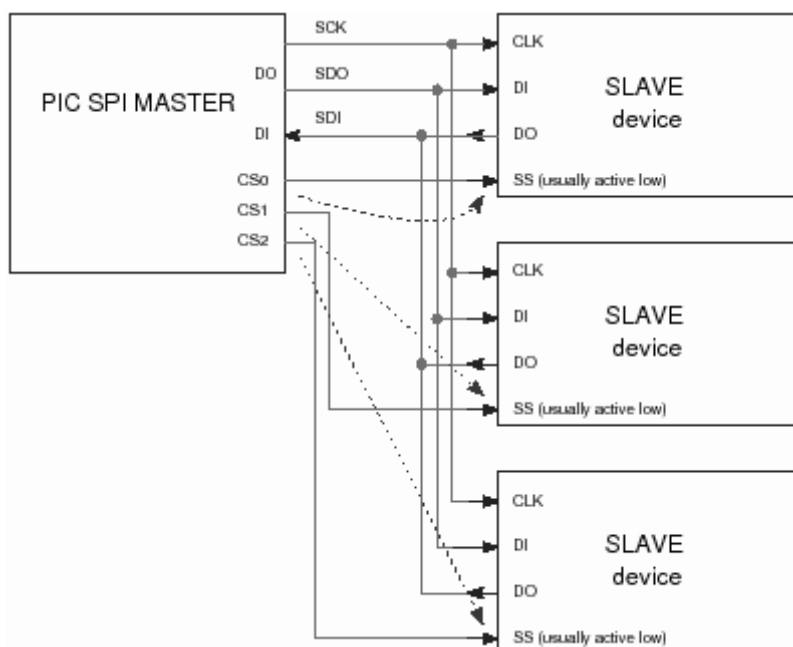 SCK
DO SDO
PIC SPI MASTER
DI SDI
CS0
CS1
CS2
CLK
DI SLAVE
device
DO
SS (usually active low)
CLK
DI SLAVE
device
DO
SS (usually active low)
CLK
DI SLAVE
device
DO
SS (usually active low)